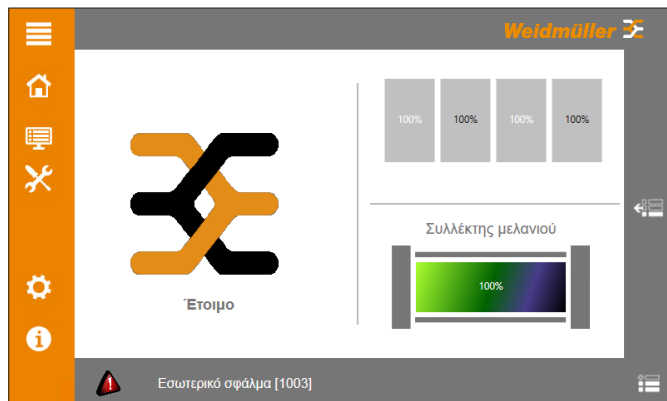 Weidmüller
100% 100% 100% 100%
Συλλέκτης μελανιού
100%
Έτοιμο
Εσωτερικό σφάλμα [1003]